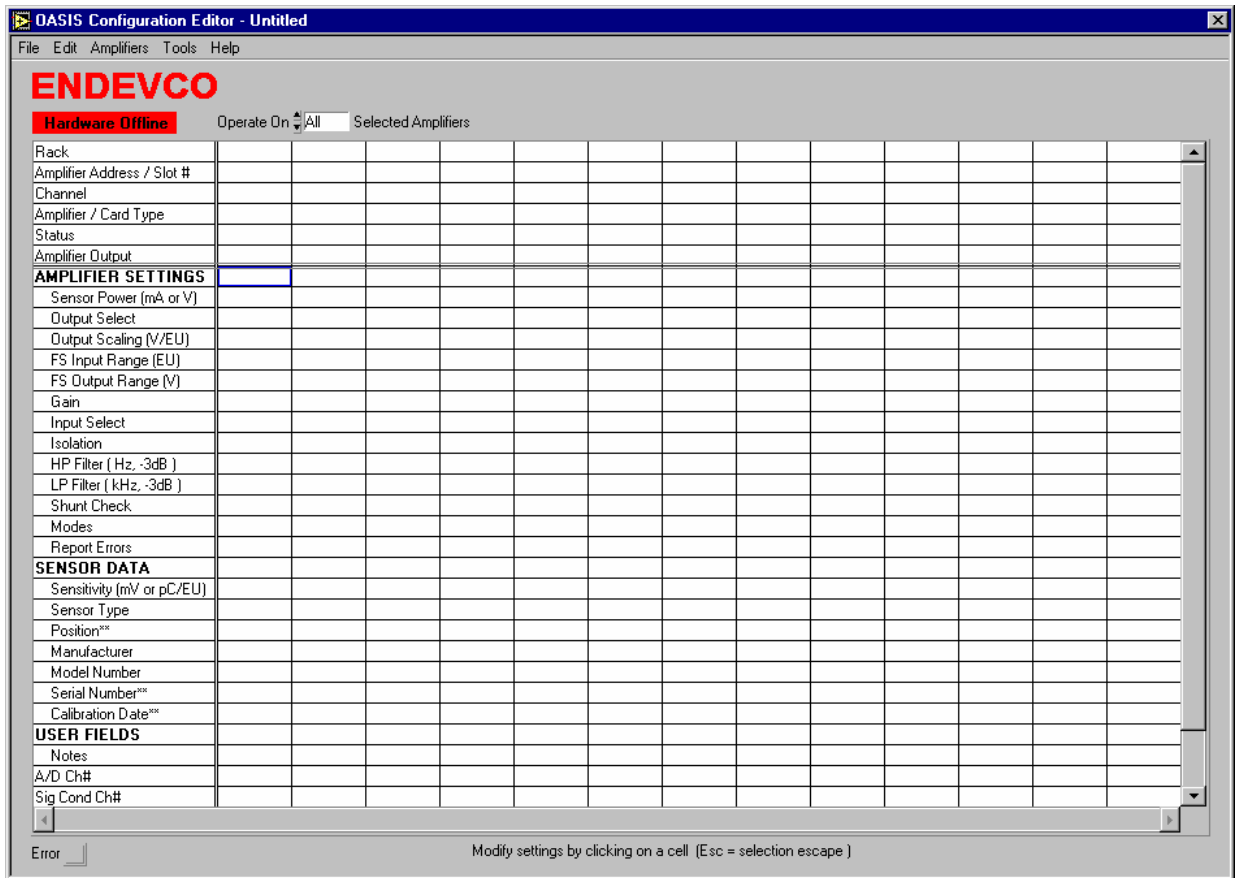 OASIS Configuration Editor - Untitled
File Edit Amplifiers Tools Help
ENDEVCO
Hardware Offline Operate On All Selected Amplifiers
Rack
Amplifier Address / Slot #
Channel
Amplifier / Card Type
Status
Amplifier Output
AMPLIFIER SETTINGS
Sensor Power (mA or V)
Output Select
Output Scaling (V/EU)
FS Input Range (EU)
FS Output Range (V)
Gain
Input Select
Isolation
HP Filter ( Hz, -3dB )
LP Filter ( kHz, -3dB )
Shunt Check
Modes
Report Errors
SENSOR DATA
Sensitivity (mV or pC/EU)
Sensor Type
Position**
Manufacturer
Model Number
Serial Number**
Calibration Date**
USER FIELDS
Notes
A/D Ch#
Sig Cond Ch#
Error Modify settings by clicking on a cell (Esc = selection escape )